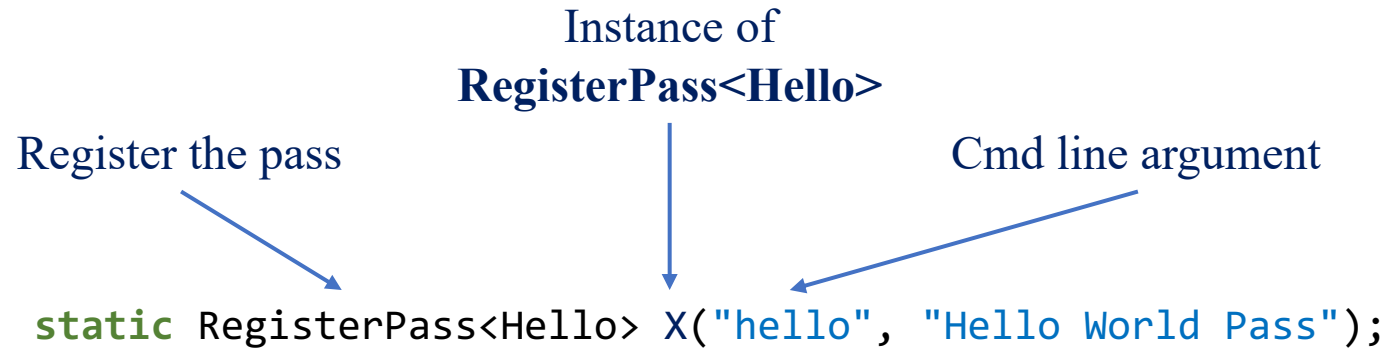 Instance of
RegisterPass<Hello>
Register the pass
Cmd line argument
static RegisterPass<Hello> X("hello", "Hello World Pass");